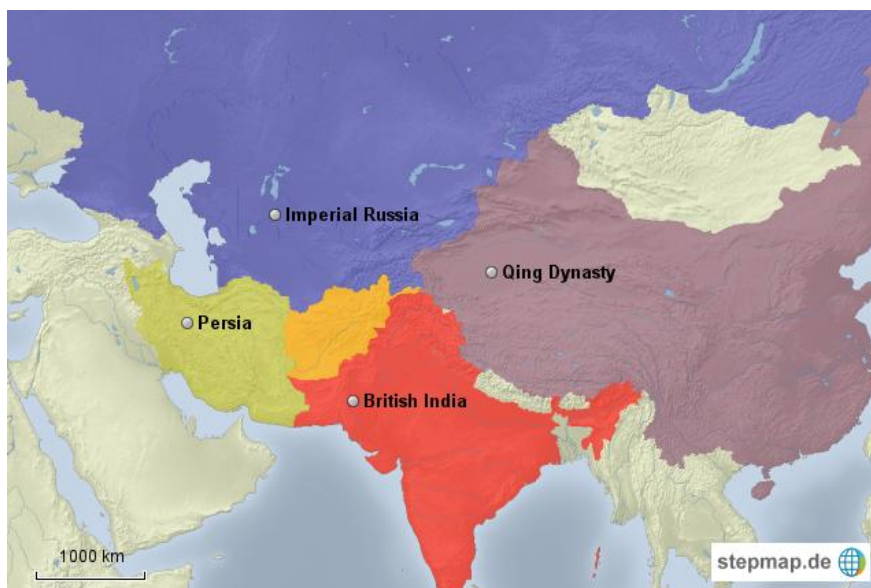 Imperial Russia
Qing Dynasty
Persia
British India
1000 km
stepmap.de